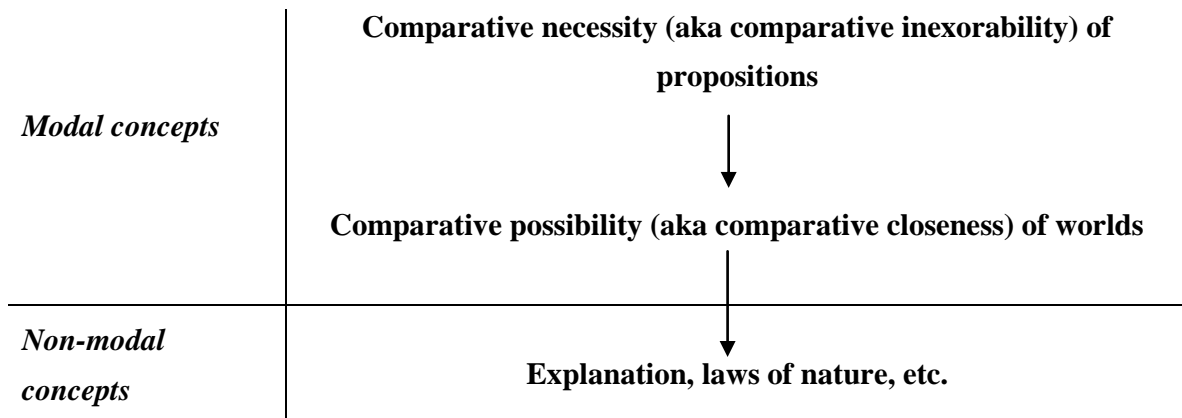 Comparative necessity (aka comparative inexorability) of
propositions
Modal concepts
Comparative possibility (aka comparative closeness) of worlds
Non-modal
concepts
Explanation, laws of nature, etc.